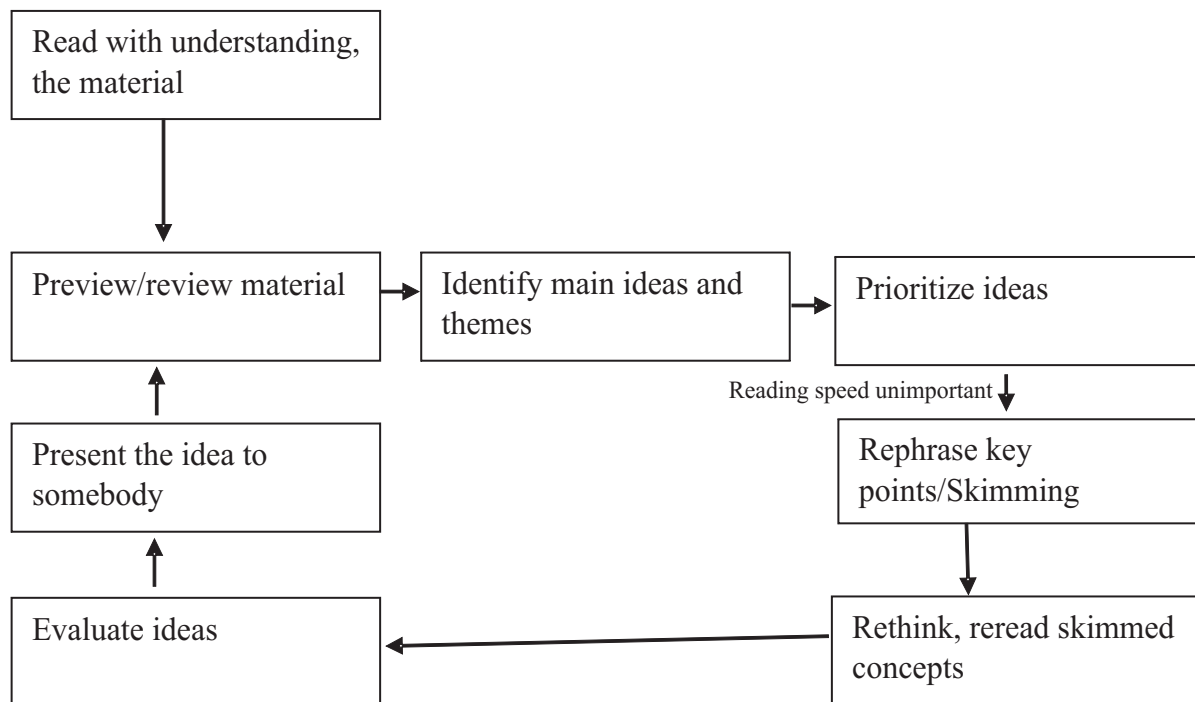 Read with understanding,
the material
Preview/review material
Identify main ideas and
themes
Prioritize ideas
Reading speed unimportant
Rephrase key
points/Skimming
Rethink, reread skimmed
concepts
Evaluate ideas
Present the idea to
somebody